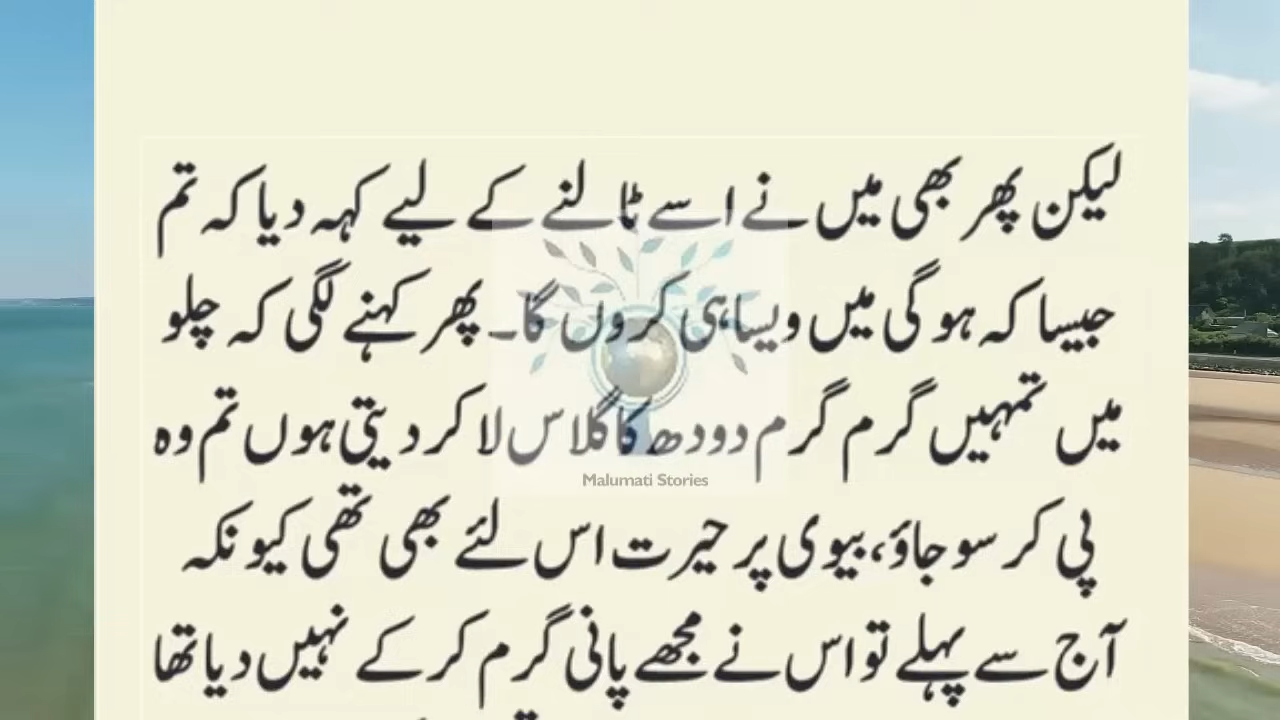 لیکن پھر بھی میں نے اسے ٹالنے کے لیے کہہ دیا کہ تم
جیسا کہ ہوگی میں ویسا ہی کروں گا۔ پھر کہنے لگی کہ چلو
میں تمہیں گرم گرم دودھ کا گلاس لا کر دیتی ہوں تم وہ
Malumati Stories
پی کر سو جاؤ، بیوی پر حیرت اس لئے بھی تھی کیونکہ
آج سے پہلے تو اس نے مجھے پانی گرم کر کے نہیں دیا تھا